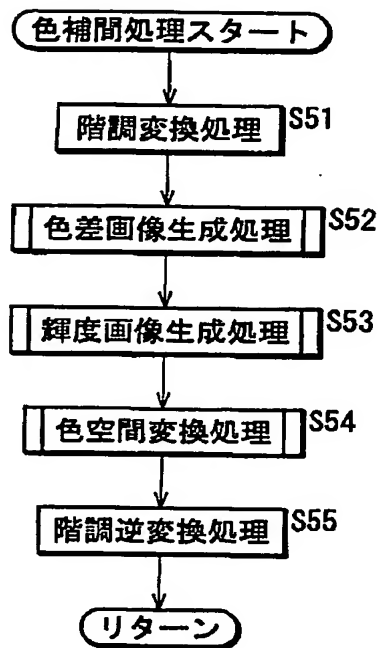 色補間処理スタート
階調変換処理 S51
色差画像生成処理 S52
輝度画像生成処理 S53
色空間変換処理 S54
階調逆変換処理 S55
リターン